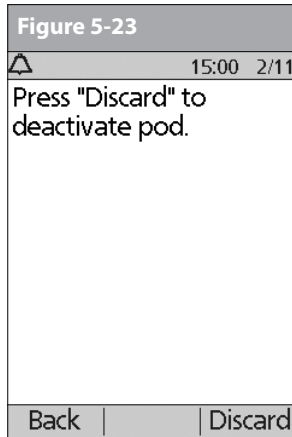 Figure 5-23
15:00 2/11
Press "Discard" to
deactivate pod.
Back | | Discard